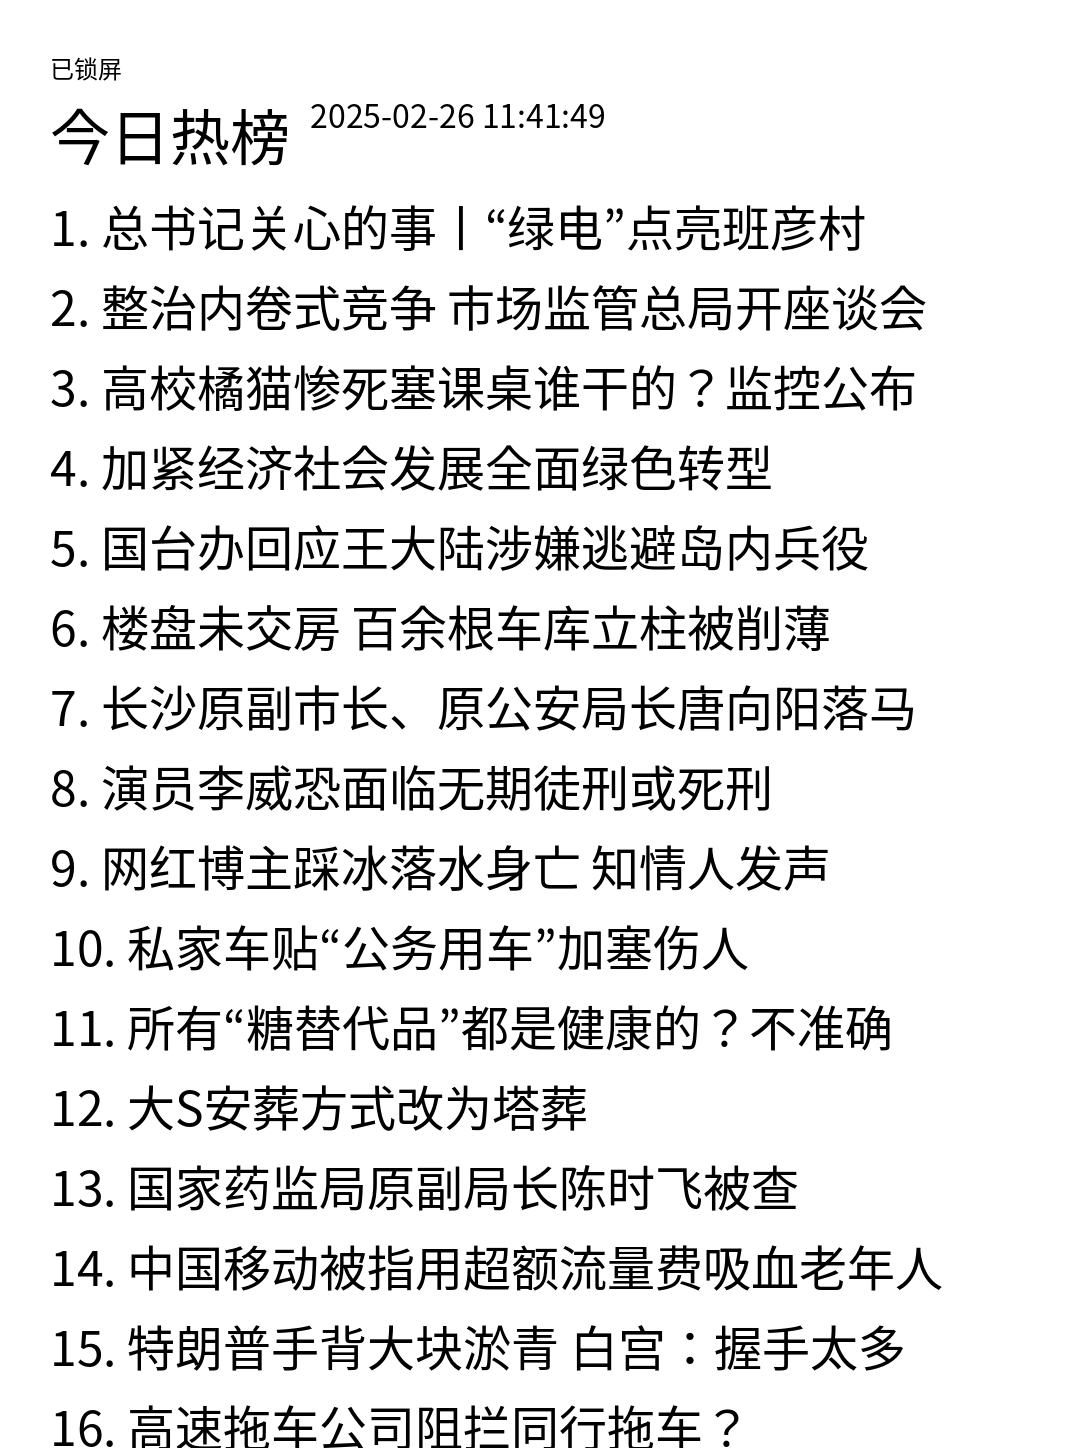 已锁屏
今日热榜 2025-02-26 11:41:49
1. 总书记关心的事丨“绿电”点亮班彦村
2. 整治内卷式竞争 市场监管总局开座谈会
3. 高校橘猫惨死塞课桌谁干的？监控公布
4. 加紧经济社会发展全面绿色转型
5. 国台办回应王大陆涉嫌逃避岛内兵役
6. 楼盘未交房 百余根车库立柱被削薄
7. 长沙原副市长、原公安局长唐向阳落马
8. 演员李威恐面临无期徒刑或死刑
9. 网红博主踩冰落水身亡 知情人发声
10. 私家车贴“公务用车”加塞伤人
11. 所有“糖替代品”都是健康的？不准确
12. 大S安葬方式改为塔葬
13. 国家药监局原副局长陈时飞被查
14. 中国移动被指用超额流量费吸血老年人
15. 特朗普手背大块淤青 白宫：握手太多
16. 高速拖车公司阻拦同行拖车？